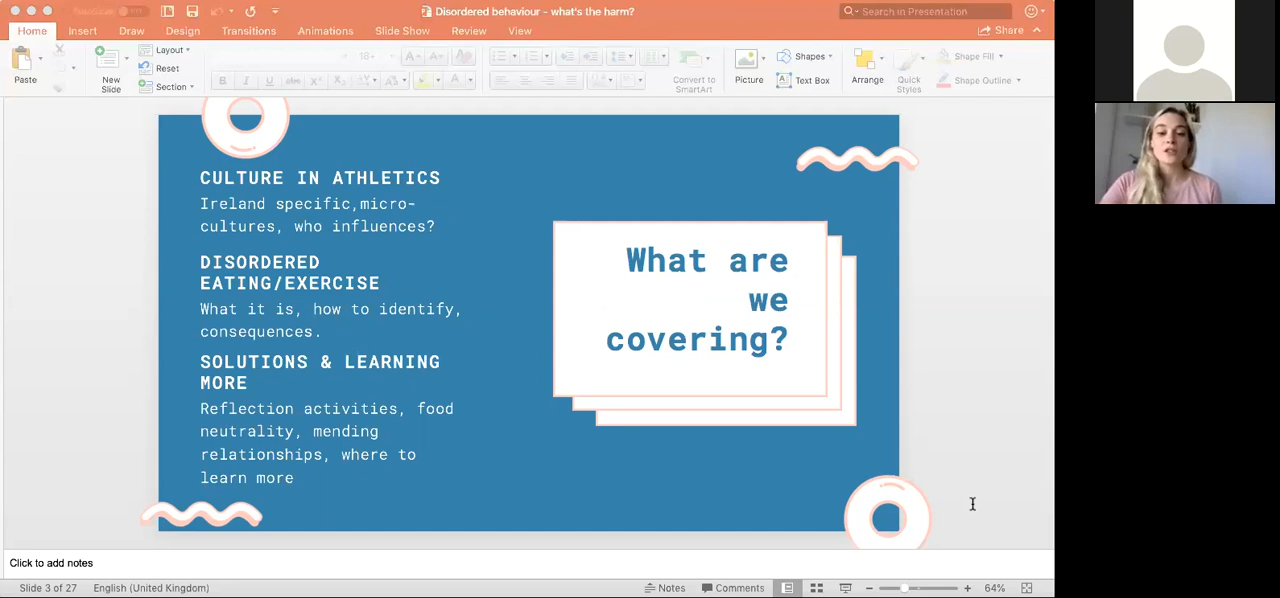 Disordered behaviour - what's the harm?
Search in Presentation
Home
Insert
Draw
Design
Transitions
Animations
Slide Show
Review
View
Share
Paste
New
Slide
Layout
Reset
Section
18
B
I
U
abc
Convert to
SmartArt
Picture
Shapes
Text Box
Arrange
Quick
Styles
Shape Fill
Shape Outline
CULTURE IN ATHLETICS
Ireland specific,micro-
cultures, who influences?
DISORDERED
EATING/EXERCISE
What it is, how to identify,
consequences.
SOLUTIONS & LEARNING
MORE
Reflection activities, food
neutrality, mending
relationships, where to
learn more
What are
we
covering?
Click to add notes
Slide 3 of 27
English (United Kingdom)
Notes
Comments
64%